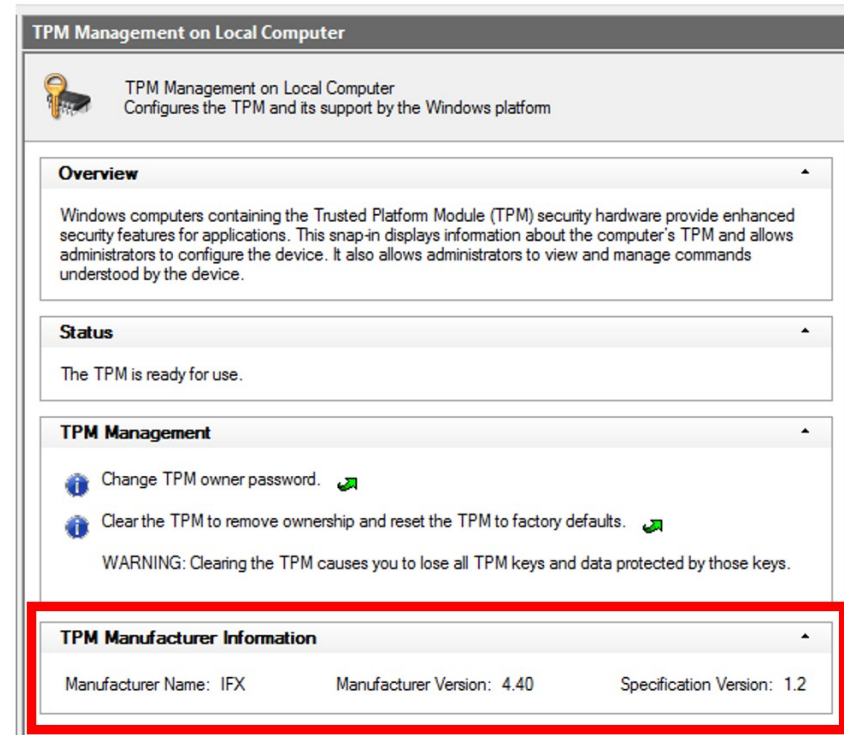 TPM Management on Local Computer
TPM Management on Local Computer
Configures the TPM and its support by the Windows platform
Overview
Windows computers containing the Trusted Platform Module (TPM) security hardware provide enhanced
security features for applications. This snap-in displays information about the computer's TPM and allows
administrators to configure the device. It also allows administrators to view and manage commands
understood by the device.
Status
The TPM is ready for use.
TPM Management
Change TPM owner password.
Clear the TPM to remove ownership and reset the TPM to factory defaults.
WARNING: Clearing the TPM causes you to lose all TPM keys and data protected by those keys.
TPM Manufacturer Information
Manufacturer Name: IFX Manufacturer Version: 4.40 Specification Version: 1.2